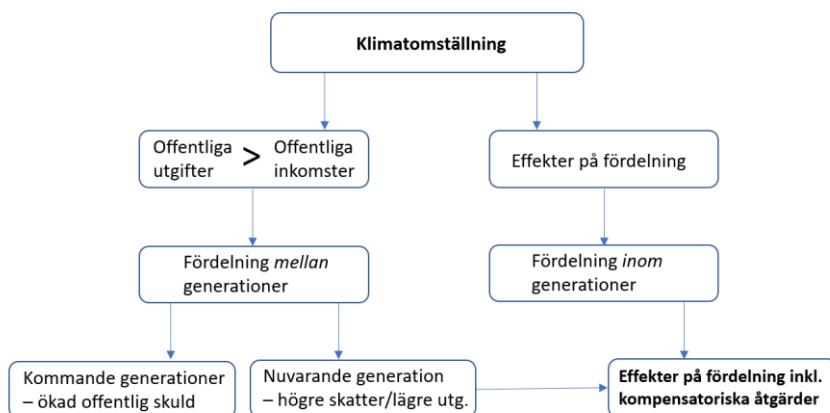 Klimatomställning
Offentliga
utgifter
>
Offentliga
inkomster
Effekter på fördelning
Fördelning mellan
generationer
Fördelning inom
generationer
Kommande generationer
– ökad offentlig skuld
Nuvarande generation
– högre skatter/lägre utg.
Effekter på fördelning inkl.
kompensatoriska åtgärder